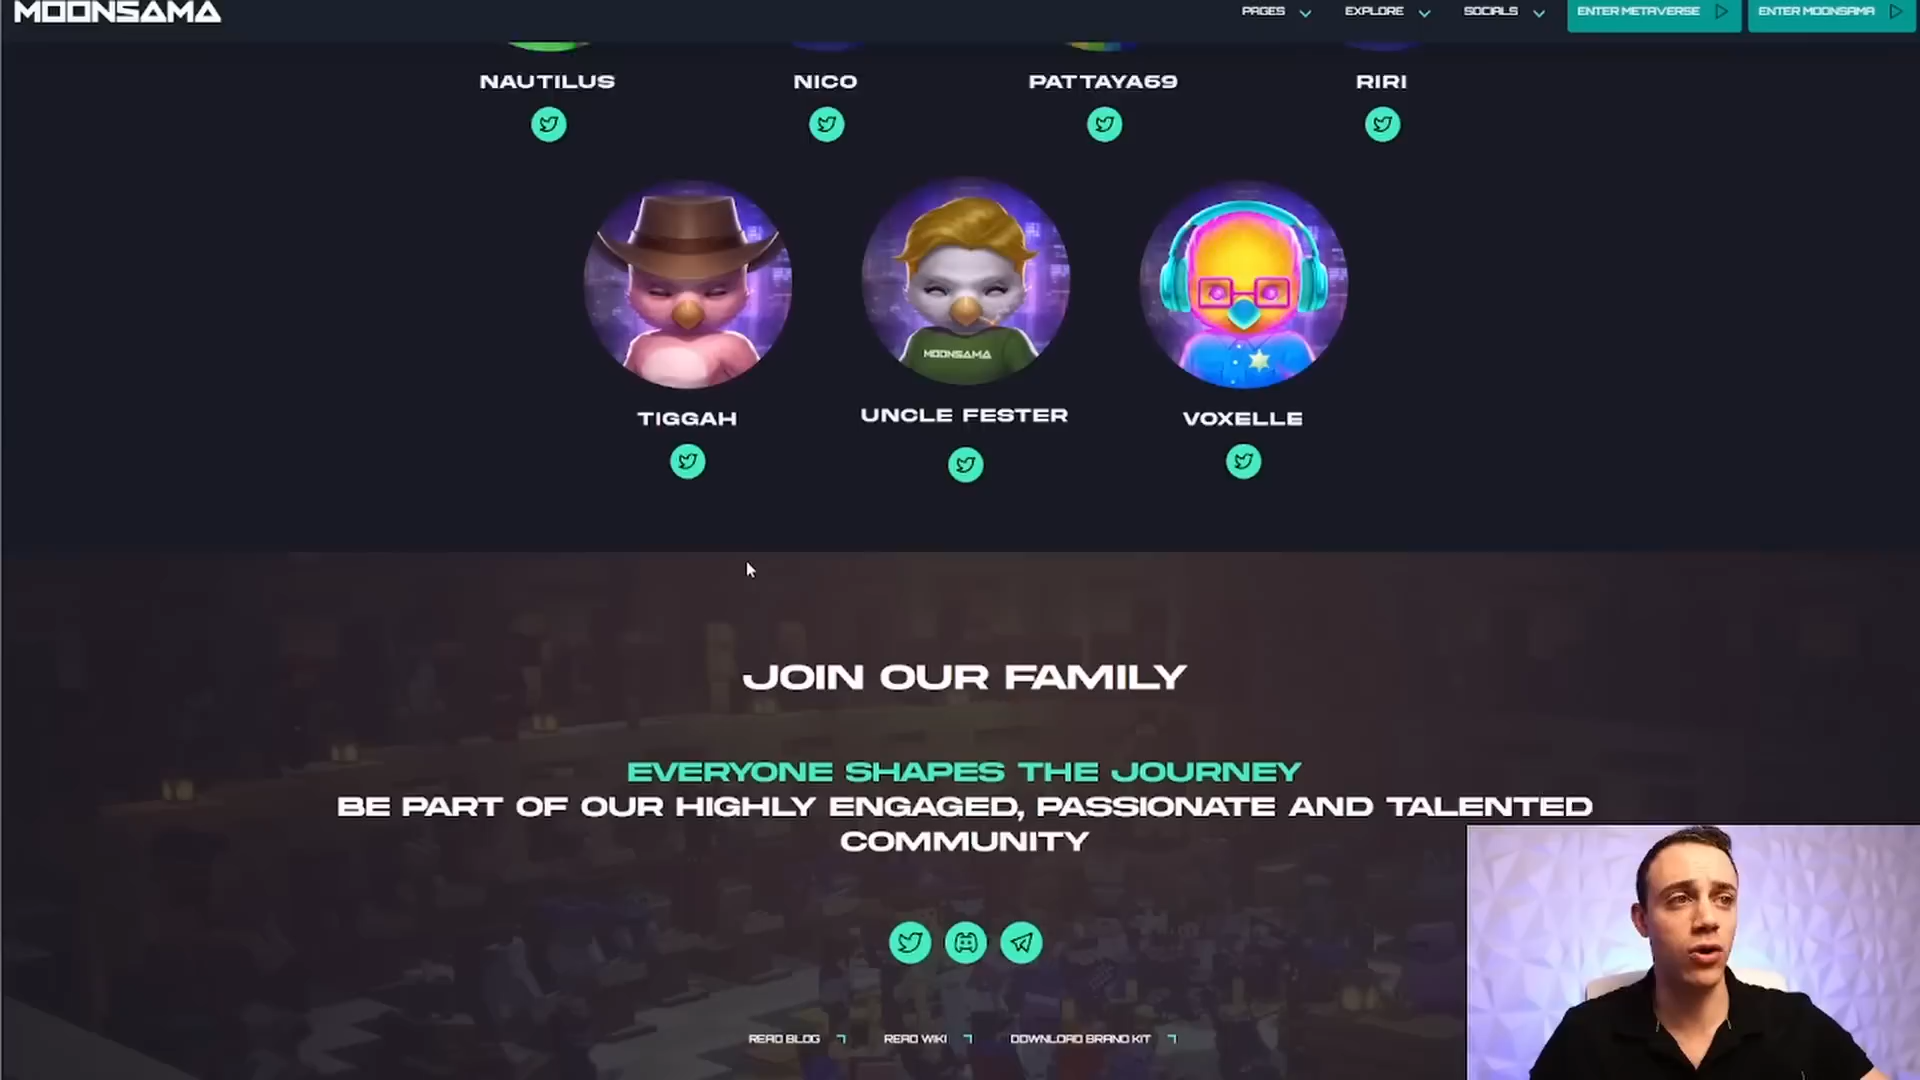 MOONSAMA
PAGES
EXPLORE
SOCIALS
ENTER METAVERSE
ENTER MOONSAMA
NAUTILUS
NICO
PATTAYA69
RIRI
MOONSAMA
TIGGAH
UNCLE FESTER
VOXELLE
JOIN OUR FAMILY
EVERYONE SHAPES THE JOURNEY
BE PART OF OUR HIGHLY ENGAGED, PASSIONATE AND TALENTED
COMMUNITY
READ BLOG
READ WIKI
DOWNLOAD BRAND KIT